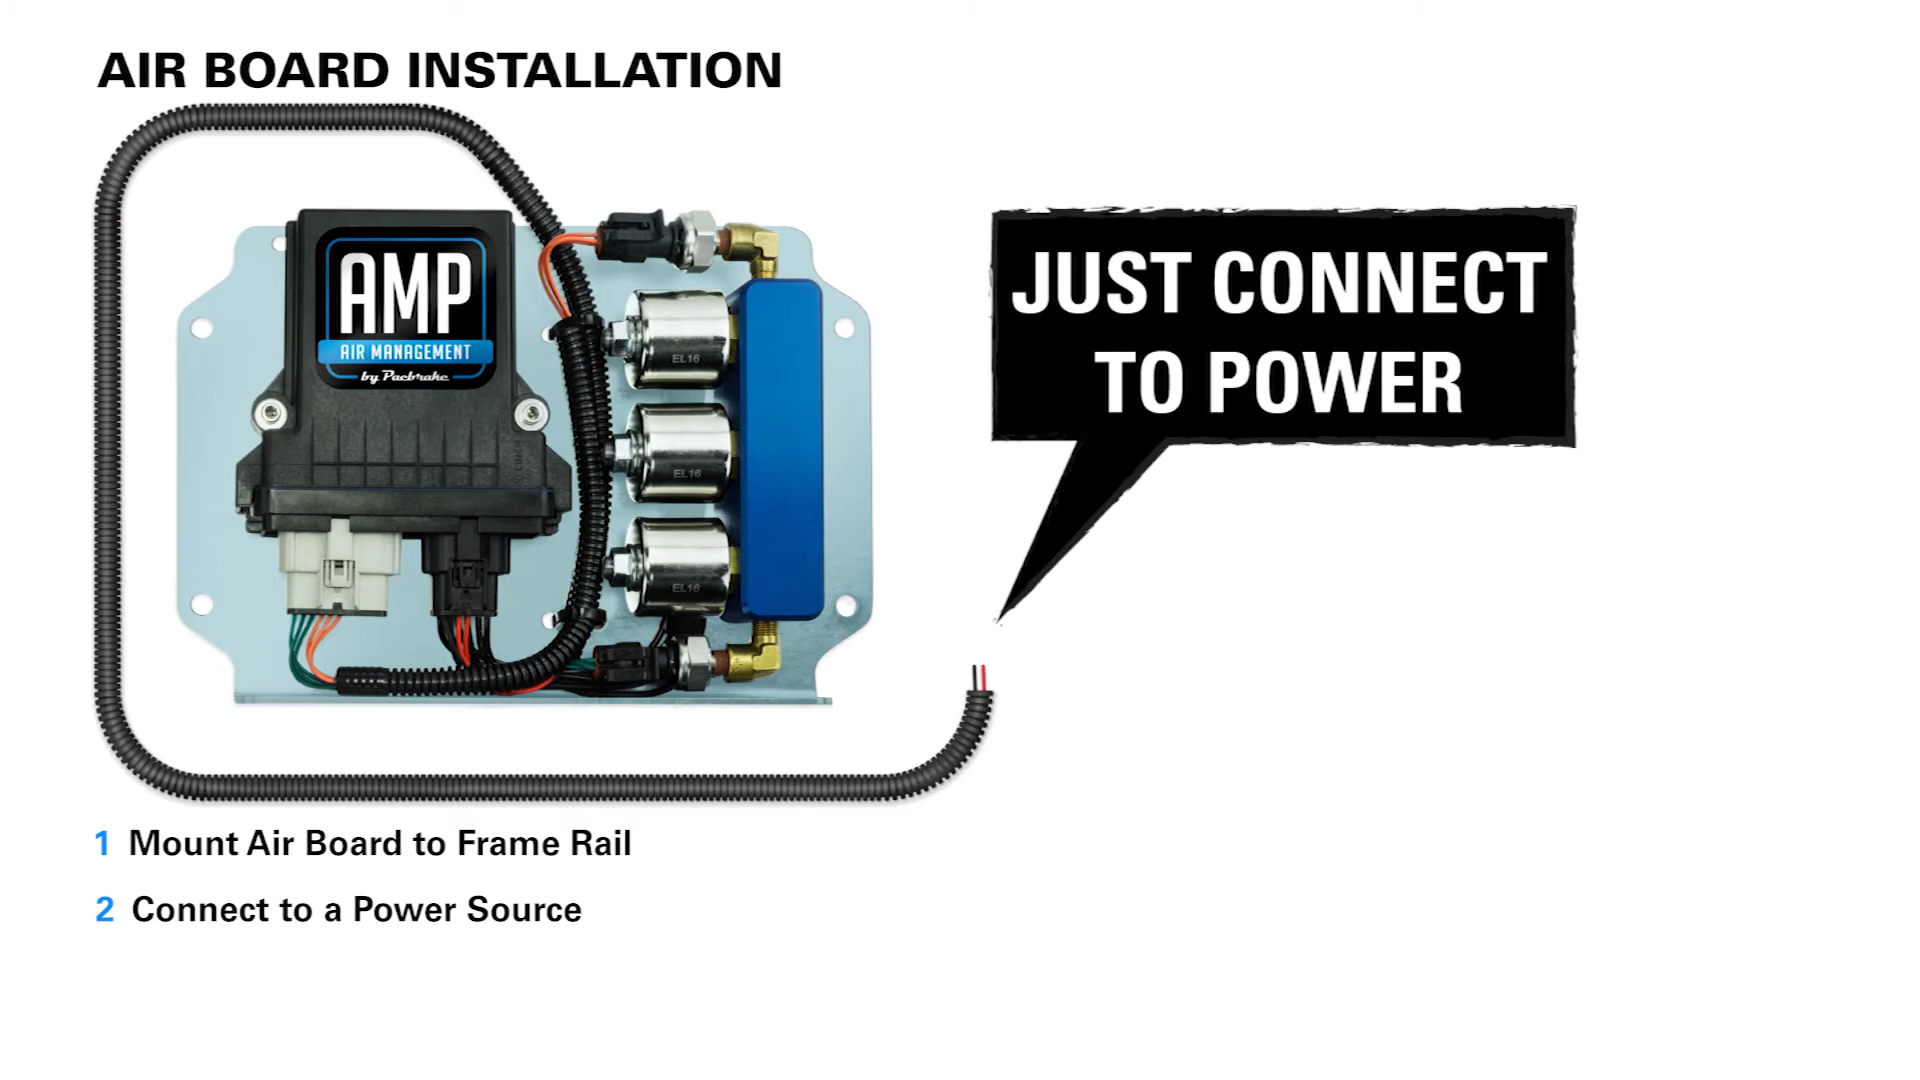 AIR BOARD INSTALLATION
AMP
AIR MANAGEMENT
by Pacbrake
EL16
EL16
EL16
JUST CONNECT
TO POWER
1 Mount Air Board to Frame Rail
2 Connect to a Power Source